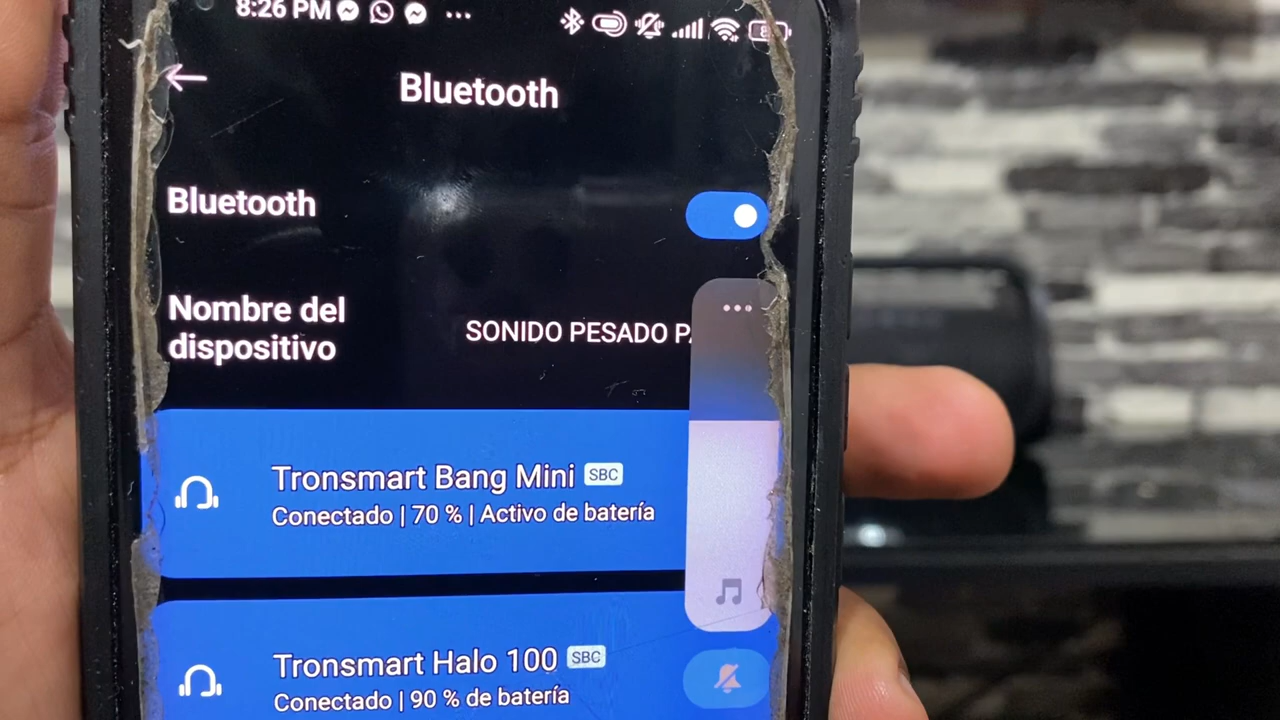 8:26 PM
Bluetooth
Bluetooth
Nombre del
dispositivo
SONIDO PESADO
Tronsmart Bang Mini SBC
Conectado | 70 % | Activo de batería
Tronsmart Halo 100 SBC
Conectado | 90 % de batería